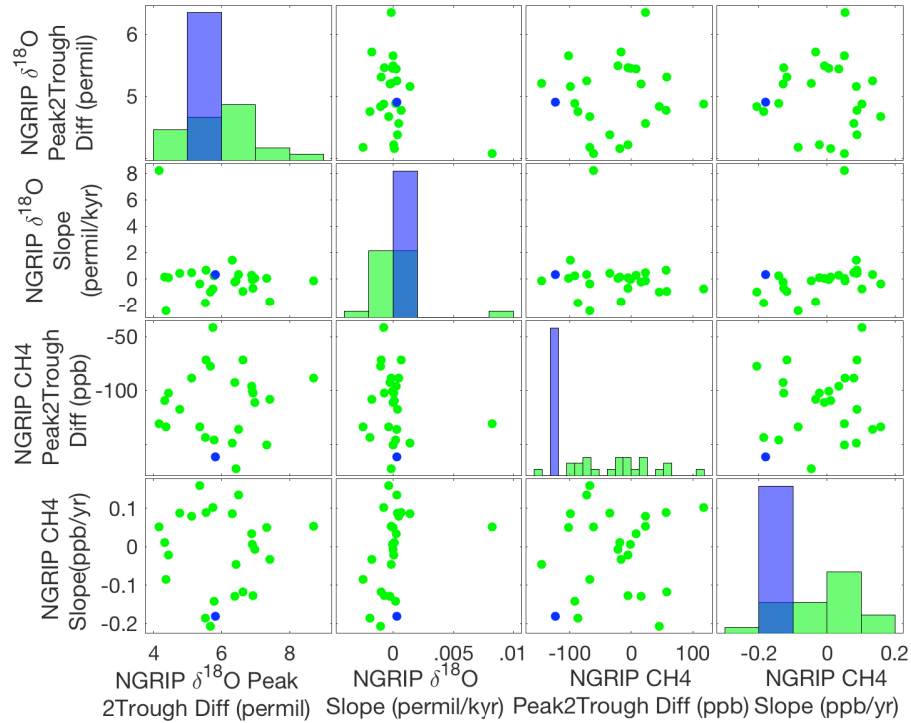 NGRIP δ¹⁸O
Peak2Trough
Diff (permil)
6
5
NGRIP δ¹⁸O
Slope
(permil/kyr)
8
6
4
2
0
-2
NGRIP CH4
Peak2Trough
Diff (ppb)
-50
-100
NGRIP CH4
Slope(ppb/yr)
0.1
0
-0.1
-0.2
4 6 8
0 .005 .01
-100 0 100
-0.2 0 0.2
NGRIP δ¹⁸O Peak
2Trough Diff (permil)
NGRIP δ¹⁸O
Slope (permil/kyr)
NGRIP CH4
Peak2Trough Diff (ppb)
NGRIP CH4
Slope (ppb/yr)